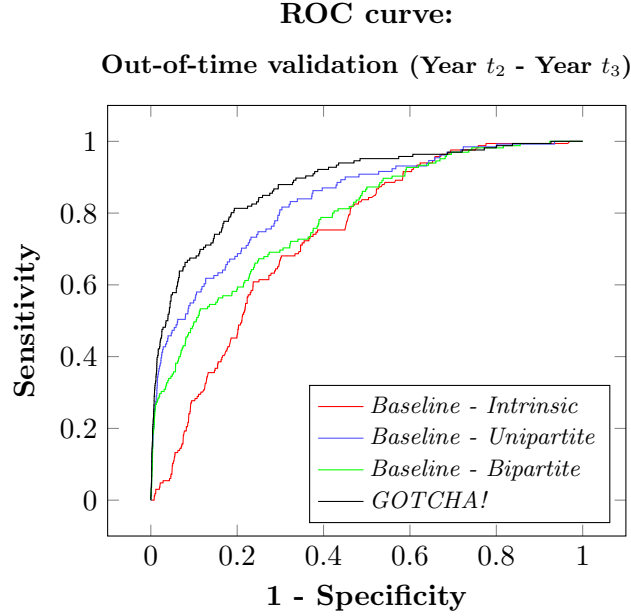 ROC curve:
Out-of-time validation (Year t₂ - Year t₃)
Sensitivity
1
0.8
0.6
0.4
0.2
0
Baseline - Intrinsic
Baseline - Unipartite
Baseline - Bipartite
GOTCHA!
0 0.2 0.4 0.6 0.8 1
1 - Specificity